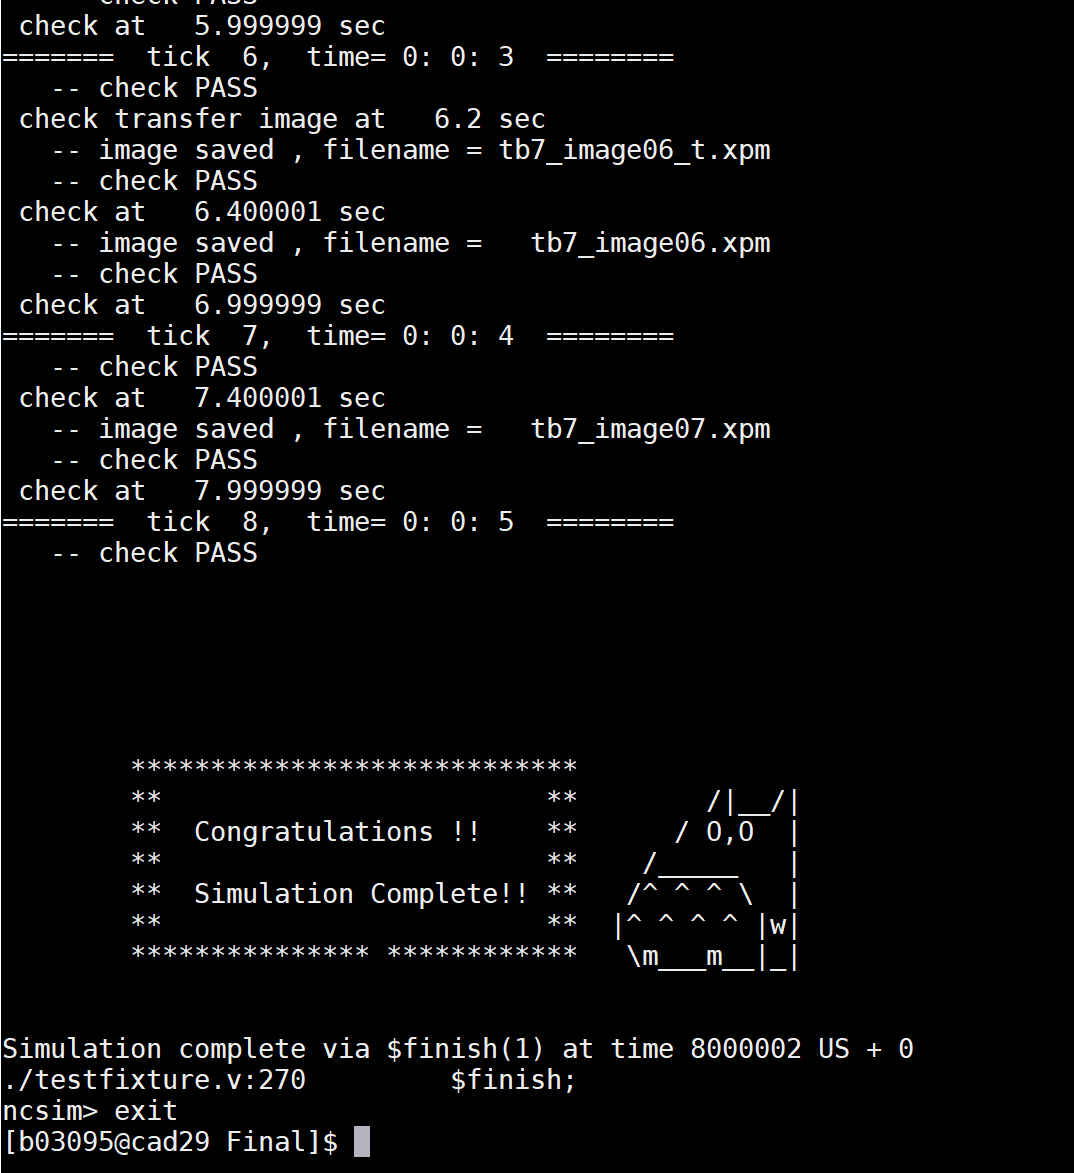 -- check PASS
 check at   5.999999 sec
=======  tick  6,  time= 0: 0: 3  ========
   -- check PASS
 check transfer image at   6.2 sec
   -- image saved , filename = tb7_image06_t.xpm
   -- check PASS
 check at   6.400001 sec
   -- image saved , filename =   tb7_image06.xpm
   -- check PASS
 check at   6.999999 sec
=======  tick  7,  time= 0: 0: 4  ========
   -- check PASS
 check at   7.400001 sec
   -- image saved , filename =   tb7_image07.xpm
   -- check PASS
 check at   7.999999 sec
=======  tick  8,  time= 0: 0: 5  ========
   -- check PASS
        ****************************
        **                        **        /|__/|
        **  Congratulations !!    **      / O,O  |
        **                        **    /_____   |
        **  Simulation Complete!! **   /^ ^ ^ \  |
        **                        **  |^ ^ ^ ^ |w|
        *************** ************   \m___m__|_|
Simulation complete via $finish(1) at time 8000002 US + 0
./testfixture.v:270         $finish;
ncsim> exit
[b03095@cad29 Final]$